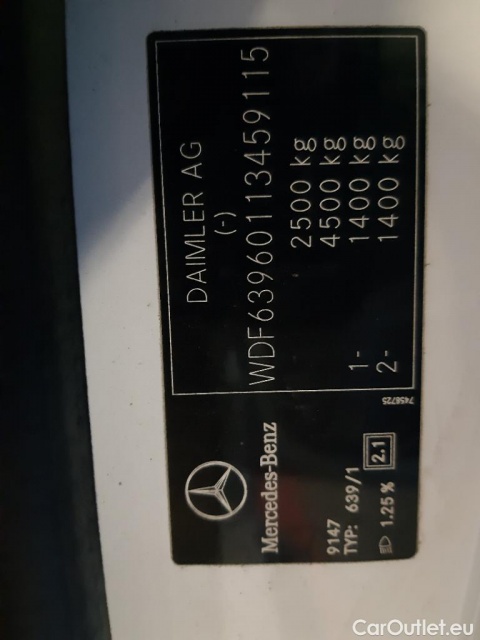 DAIMLER AG
(-)
WDF63960113459115
2500 kg
4500 kg
1- 1400 kg
2- 1400 kg
7458725
Mercedes-Benz
9147
TYP: 639/1
1.25% 2.1
CarOutlet.eu